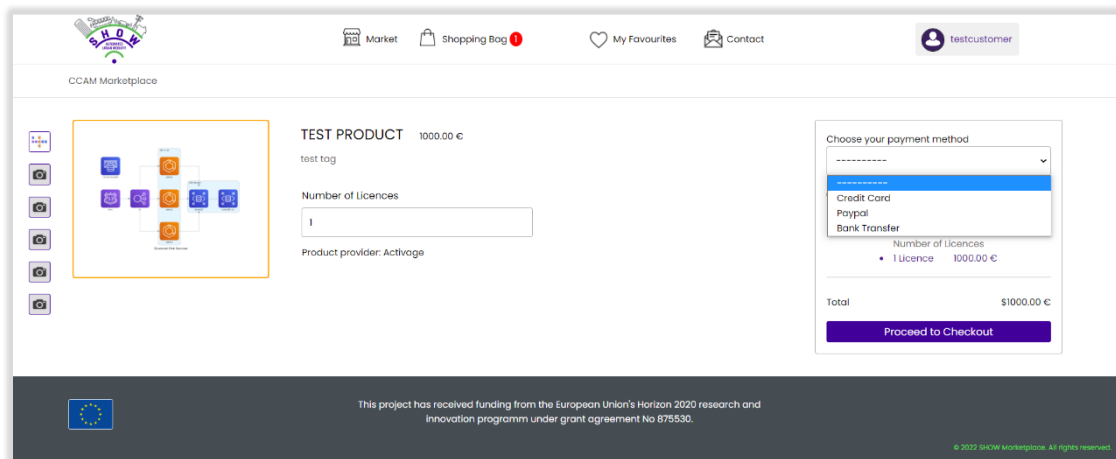 SHOW
Market
Shopping Bag 1
My Favourites
Contact
testcustomer
CCAM Marketplace
TEST PRODUCT 1000.00 €
test tag
Number of Licences
1
Product provider: Activage
Choose your payment method
----------
----------
Credit Card
Paypal
Bank Transfer
Number of Licences
• 1 Licence 1000.00 €
Total $1000.00 €
Proceed to Checkout
This project has received funding from the European Union's Horizon 2020 research and
innovation programm under grant agreement No 875530.
© 2022 SHOW Marketplace. All rights reserved.